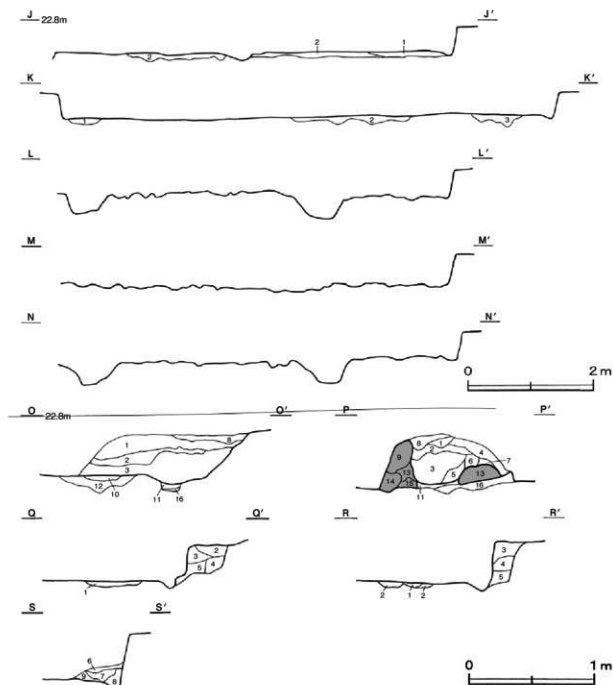 J 22.8m J′
2 2 1
K K′
1 2 3
L L′
M M′
N N′
0 2 m
O 22.8m O′ P P′
1 8 8 1 4
2 9 2 7
3 3 6
10 13 5 13
12 14 15 16
11 16 11
Q Q′ R R′
3 2 3
5 4 4
5
1 2 1 2
S S′
6
9 7 8
0 1 m